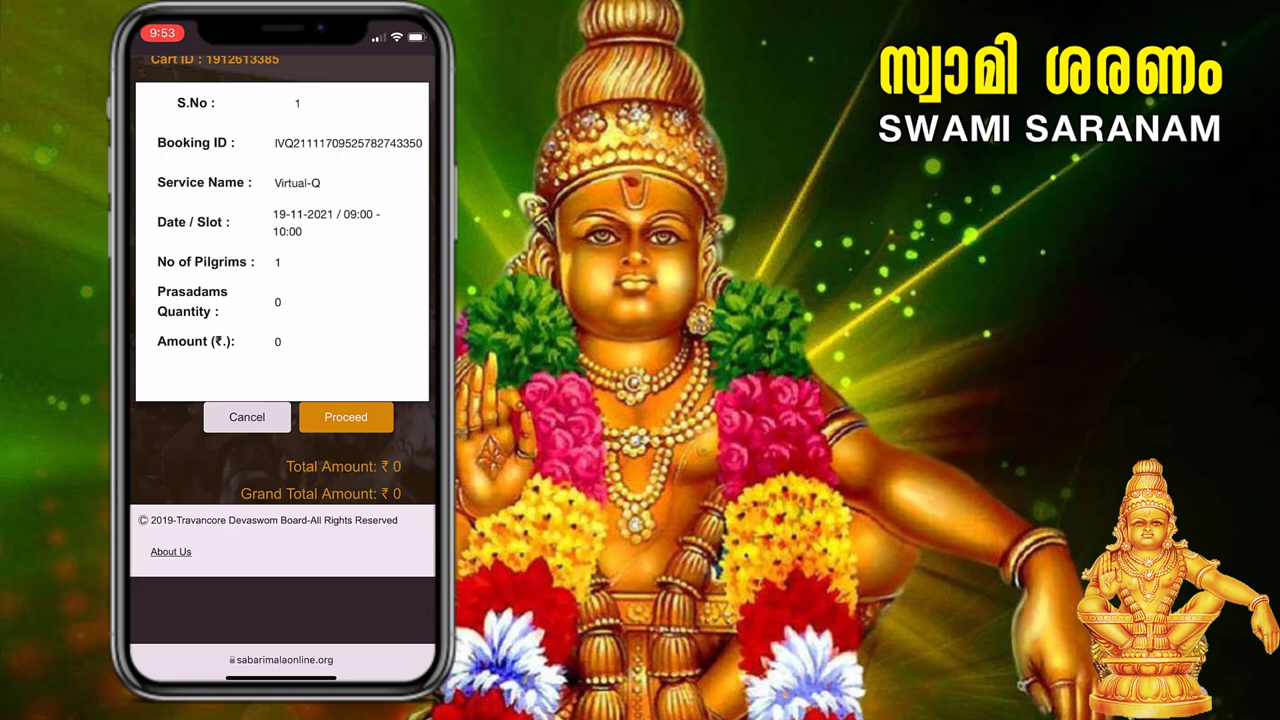 9:53
Cart ID : 1912613385
S.No : 1
Booking ID : IVQ21111709525782743350
Service Name : Virtual-Q
Date / Slot : 19-11-2021 / 09:00 -
10:00
No of Pilgrims : 1
Prasadams
Quantity : 0
Amount (₹.): 0
Cancel Proceed
Total Amount: ₹ 0
Grand Total Amount: ₹ 0
© 2019-Travancore Devaswom Board-All Rights Reserved
About Us
sabarimalaonline.org
സ്വാമി ശരണം
SWAMI SARANAM